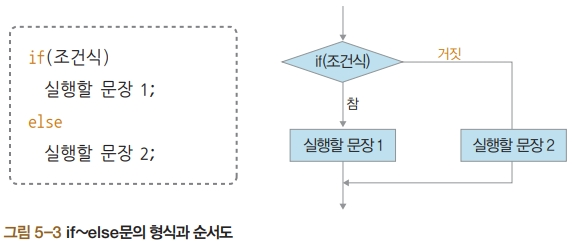 if(조건식)
실행할 문장 1;
else
실행할 문장 2;
if(조건식)
거짓
참
실행할 문장 1
실행할 문장 2
그림 5-3 if~else문의 형식과 순서도